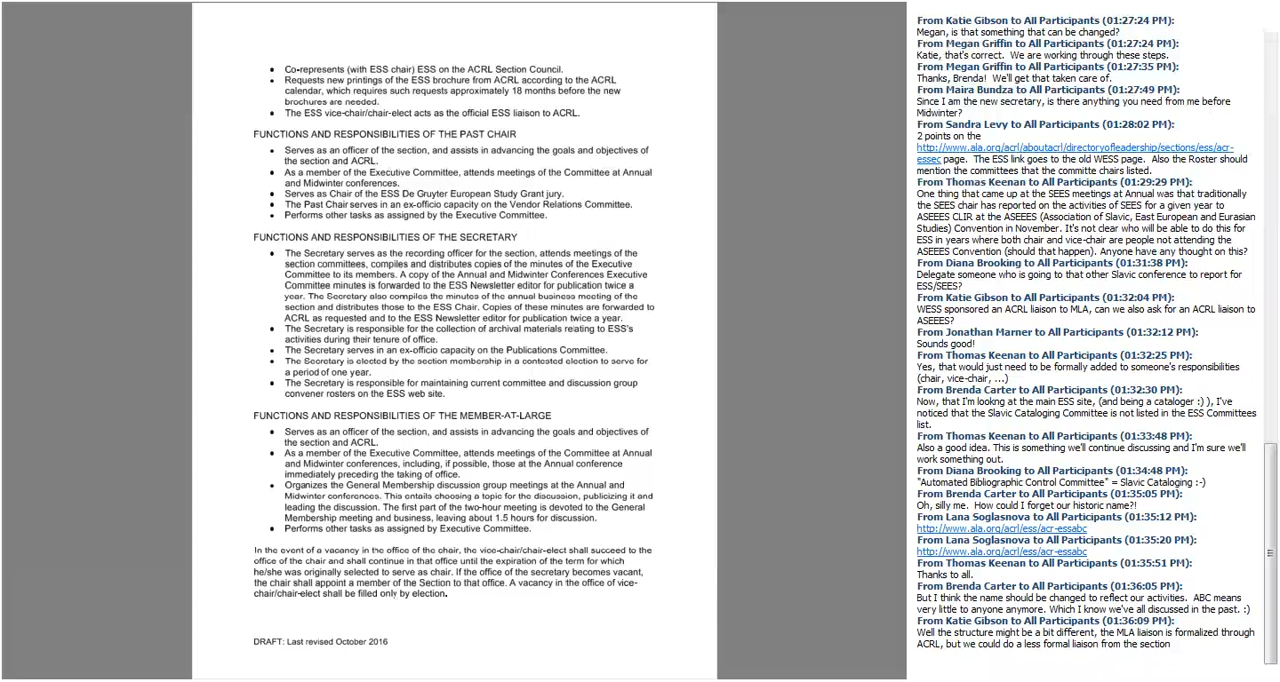 • Co-represents (with ESS chair) ESS on the ACRL Section Council.
• Requests new printings of the ESS brochure from ACRL according to the ACRL
calendar, which requires such requests approximately 18 months before the new
brochures are needed.
• The ESS vice-chair/chair-elect acts as the official ESS liaison to ACRL.
FUNCTIONS AND RESPONSIBILITIES OF THE PAST CHAIR
• Serves as an officer of the section, and assists in advancing the goals and objectives of
the section and ACRL.
• As a member of the Executive Committee, attends meetings of the Committee at Annual
and Midwinter conferences.
• Serves as Chair of the ESS De Gruyter European Study Grant jury.
• The Past Chair serves in an ex-officio capacity on the Vendor Relations Committee.
• Performs other tasks as assigned by the Executive Committee.
FUNCTIONS AND RESPONSIBILITIES OF THE SECRETARY
• The Secretary serves as the recording officer for the section, attends meetings of the
section committees, compiles and distributes copies of the minutes of the Executive
Committee to its members. A copy of the Annual and Midwinter Conferences Executive
Committee minutes is forwarded to the ESS Newsletter editor for publication twice a
year. The Secretary also compiles the minutes of the annual business meeting of the
section and distributes those to the ESS Chair. Copies of these minutes are forwarded to
ACRL as requested and to the ESS Newsletter editor for publication twice a year.
• The Secretary is responsible for the collection of archival materials relating to ESS's
activities during their tenure of office.
• The Secretary serves in an ex-officio capacity on the Publications Committee.
• The Secretary is elected by the section membership in a contested election to serve for
a period of one year.
• The Secretary is responsible for maintaining current committee and discussion group
convener rosters on the ESS web site.
FUNCTIONS AND RESPONSIBILITIES OF THE MEMBER-AT-LARGE
• Serves as an officer of the section, and assists in advancing the goals and objectives of
the section and ACRL.
• As a member of the Executive Committee, attends meetings of the Committee at Annual
and Midwinter conferences, including, if possible, those at the Annual conference
immediately preceding the taking of office.
• Organizes the General Membership discussion group meetings at the Annual and
Midwinter conferences. This entails choosing a topic for the discussion, publicizing it and
leading the discussion. The first part of the two-hour meeting is devoted to the General
Membership meeting and business, leaving about 1.5 hours for discussion.
• Performs other tasks as assigned by Executive Committee.
In the event of a vacancy in the office of the chair, the vice-chair/chair-elect shall succeed to the
office of the chair and shall continue in that office until the expiration of the term for which
he/she was originally selected to serve as chair. If the office of the secretary becomes vacant,
the chair shall appoint a member of the Section to that office. A vacancy in the office of vice-
chair/chair-elect shall be filled only by election.
DRAFT: Last revised October 2016
From Katie Gibson to All Participants (01:27:24 PM):
Megan, is that something that can be changed?
From Megan Griffin to All Participants (01:27:24 PM):
Katie, that's correct. We are working through these steps.
From Megan Griffin to All Participants (01:27:35 PM):
Thanks, Brenda! We'll get that taken care of.
From Maira Bundza to All Participants (01:27:49 PM):
Since I am the new secretary, is there anything you need from me before
Midwinter?
From Sandra Levy to All Participants (01:28:02 PM):
2 points on the
http://www.ala.org/acrl/aboutacrl/directoryofleadership/sections/ess/acr-
essec page. The ESS link goes to the old WESS page. Also the Roster should
mention the committees that the committe chairs listed.
From Thomas Keenan to All Participants (01:29:29 PM):
One thing that came up at the SEES meetings at Annual was that traditionally
the SEES chair has reported on the activities of SEES for a given year to
ASEEES CLIR at the ASEEES (Association of Slavic, East European and Eurasian
Studies) Convention in November. It's not clear who will be able to do this for
ESS in years where both chair and vice-chair are people not attending the
ASEEES Convention (should that happen). Anyone have any thought on this?
From Diana Brooking to All Participants (01:31:38 PM):
Delegate someone who is going to that other Slavic conference to report for
ESS/SEES?
From Katie Gibson to All Participants (01:32:04 PM):
WESS sponsored an ACRL liaison to MLA, can we also ask for an ACRL liaison to
ASEEES?
From Jonathan Marner to All Participants (01:32:12 PM):
Sounds good!
From Thomas Keenan to All Participants (01:32:25 PM):
Yes, that would just need to be formally added to someone's responsibilities
(chair, vice-chair, ...)
From Brenda Carter to All Participants (01:32:30 PM):
Now, that I'm lookng at the main ESS site, (and being a cataloger :) ), I've
noticed that the Slavic Cataloging Committee is not listed in the ESS Committees
list.
From Thomas Keenan to All Participants (01:33:48 PM):
Also a good idea. This is something we'll continue discussing and I'm sure we'll
work something out.
From Diana Brooking to All Participants (01:34:48 PM):
"Automated Bibliographic Control Committee" = Slavic Cataloging :-)
From Brenda Carter to All Participants (01:35:05 PM):
Oh, silly me. How could I forget our historic name?!
From Lana Soglasnova to All Participants (01:35:12 PM):
http://www.ala.org/acrl/ess/acr-essabc
From Lana Soglasnova to All Participants (01:35:20 PM):
http://www.ala.org/acrl/ess/acr-essabc
From Thomas Keenan to All Participants (01:35:51 PM):
Thanks to all.
From Brenda Carter to All Participants (01:36:05 PM):
But I think the name should be changed to reflect our activities. ABC means
very little to anyone anymore. Which I know we've all discussed in the past. :)
From Katie Gibson to All Participants (01:36:09 PM):
Well the structure might be a bit different, the MLA liaison is formalized through
ACRL, but we could do a less formal liaison from the section